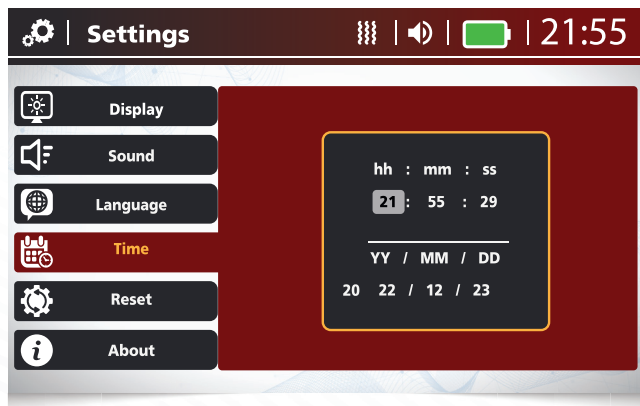 Settings
21:55
Display
Sound
Language
Time
Reset
About
hh : mm : ss
21 : 55 : 29
YY / MM / DD
20 22 / 12 / 23